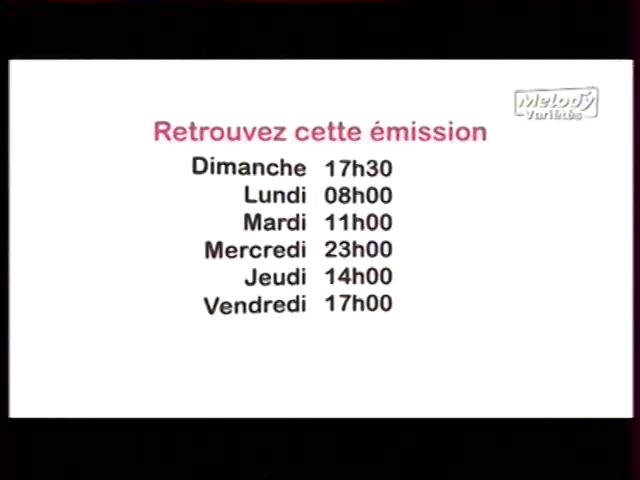 Melody
Variétés
Retrouvez cette émission
Dimanche 17h30
Lundi 08h00
Mardi 11h00
Mercredi 23h00
Jeudi 14h00
Vendredi 17h00